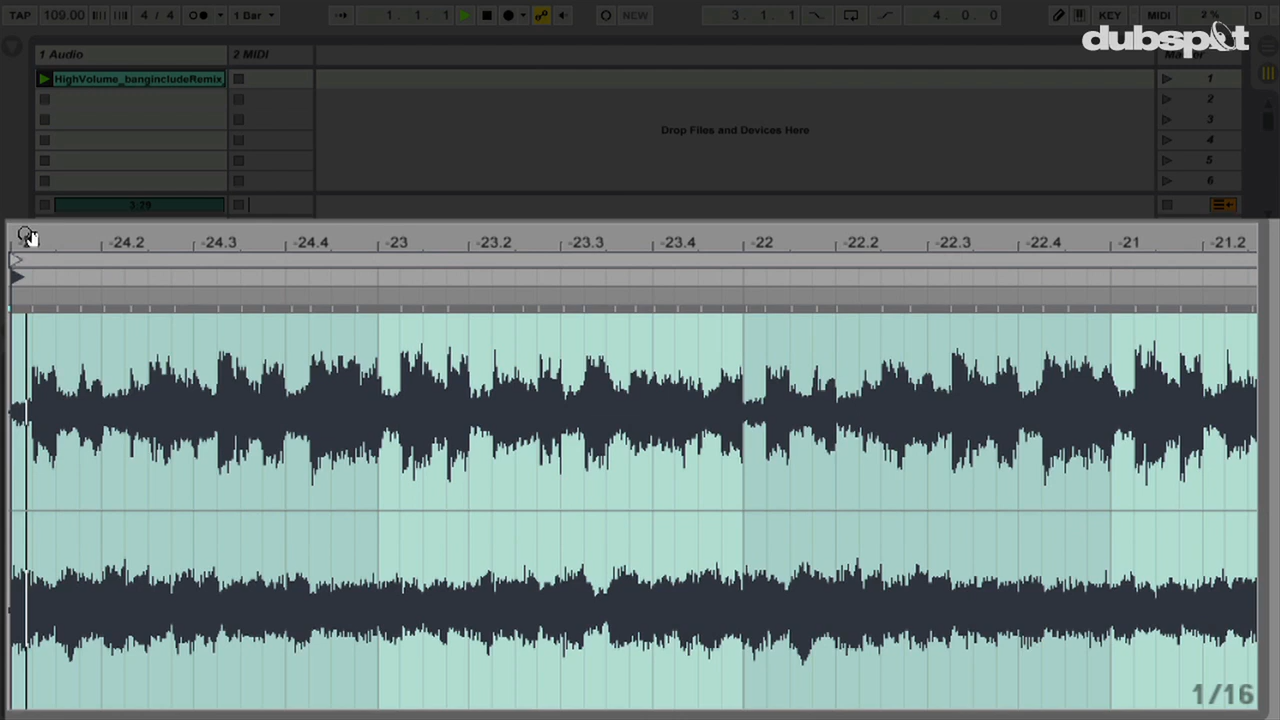 TAP 109.00 4 / 4 1 Bar 1. 1. 1 NEW 3. 1. 1 4. 0. 0 KEY MIDI 2 % D
dubspot
1 Audio 2 MIDI
HighVolume_bangincludeRemix 1
2
Drop Files and Devices Here
3
4
5
6
3:29
-24.2 -24.3 -24.4 -23 -23.2 -23.3 -23.4 -22 -22.2 -22.3 -22.4 -21 -21.2
1/16